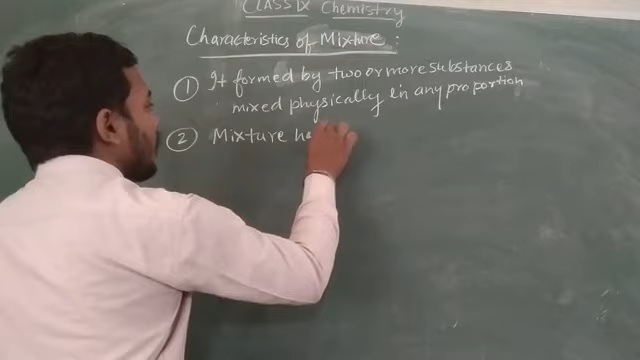 CLASS IX Chemistry
Characteristics of Mixture :
① It formed by two or more substances
mixed physically in any proportion
② Mixture ha